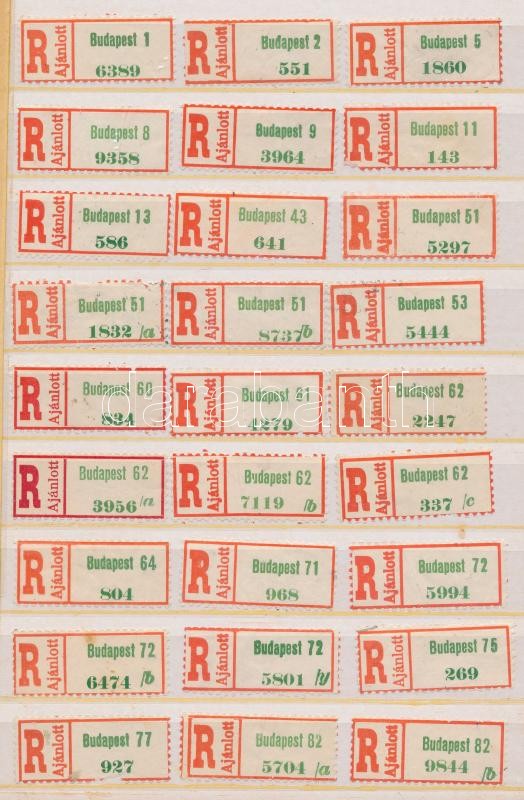 R Ajánlott Budapest 1 6389
R Ajánlott Budapest 2 551
R Ajánlott Budapest 5 1860
R Ajánlott Budapest 8 9358
R Ajánlott Budapest 9 3964
R Ajánlott Budapest 11 143
R Ajánlott Budapest 13 586
R Ajánlott Budapest 43 641
R Ajánlott Budapest 51 5297
R Ajánlott Budapest 51 1832 /a
R Ajánlott Budapest 51 8737 /b
R Ajánlott Budapest 53 5444
R Ajánlott Budapest 60 834
R Ajánlott Budapest 4279
R Ajánlott Budapest 62 2247
R Ajánlott Budapest 62 3956 /a
R Ajánlott Budapest 62 7119 /b
R Ajánlott Budapest 62 337 /c
R Ajánlott Budapest 64 804
R Ajánlott Budapest 71 968
R Ajánlott Budapest 72 5994
R Ajánlott Budapest 72 6474 /b
R Ajánlott Budapest 72 5801
R Ajánlott Budapest 75 269
R Ajánlott Budapest 77 927
R Ajánlott Budapest 82 5704 /a
R Ajánlott Budapest 82 9844 /b